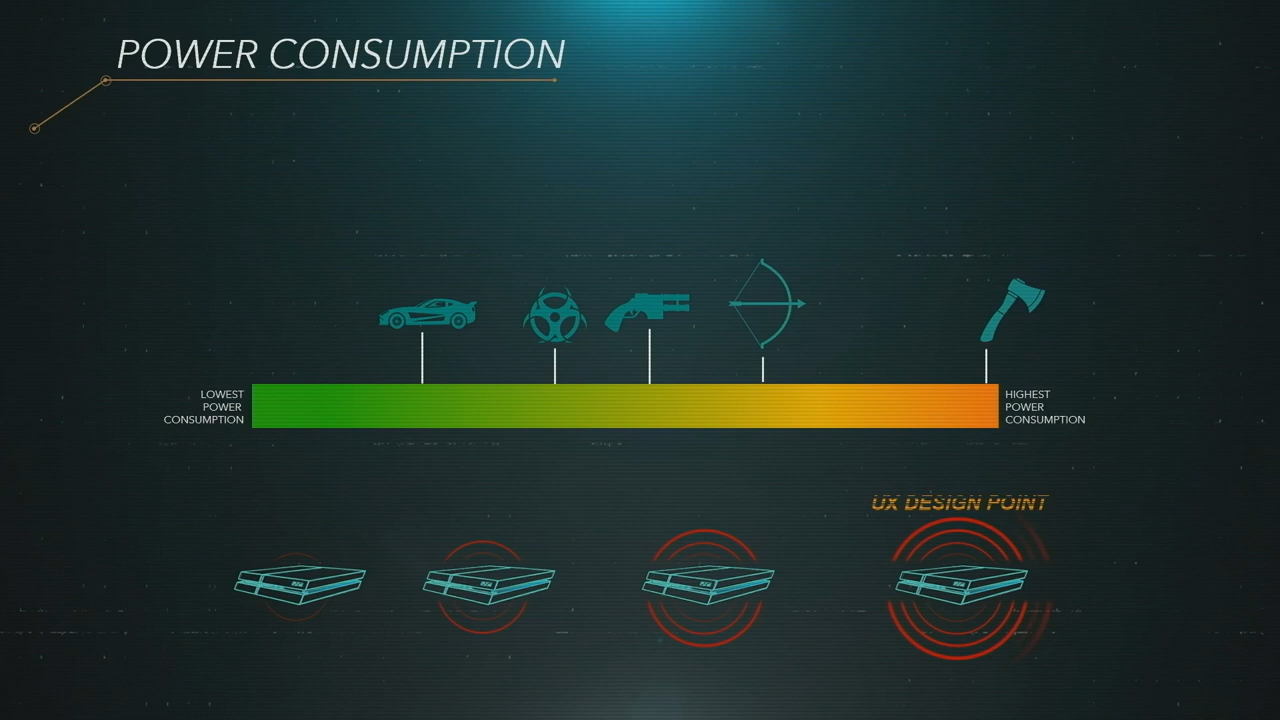 POWER CONSUMPTION
LOWEST
POWER
CONSUMPTION
HIGHEST
POWER
CONSUMPTION
UX DESIGN POINT